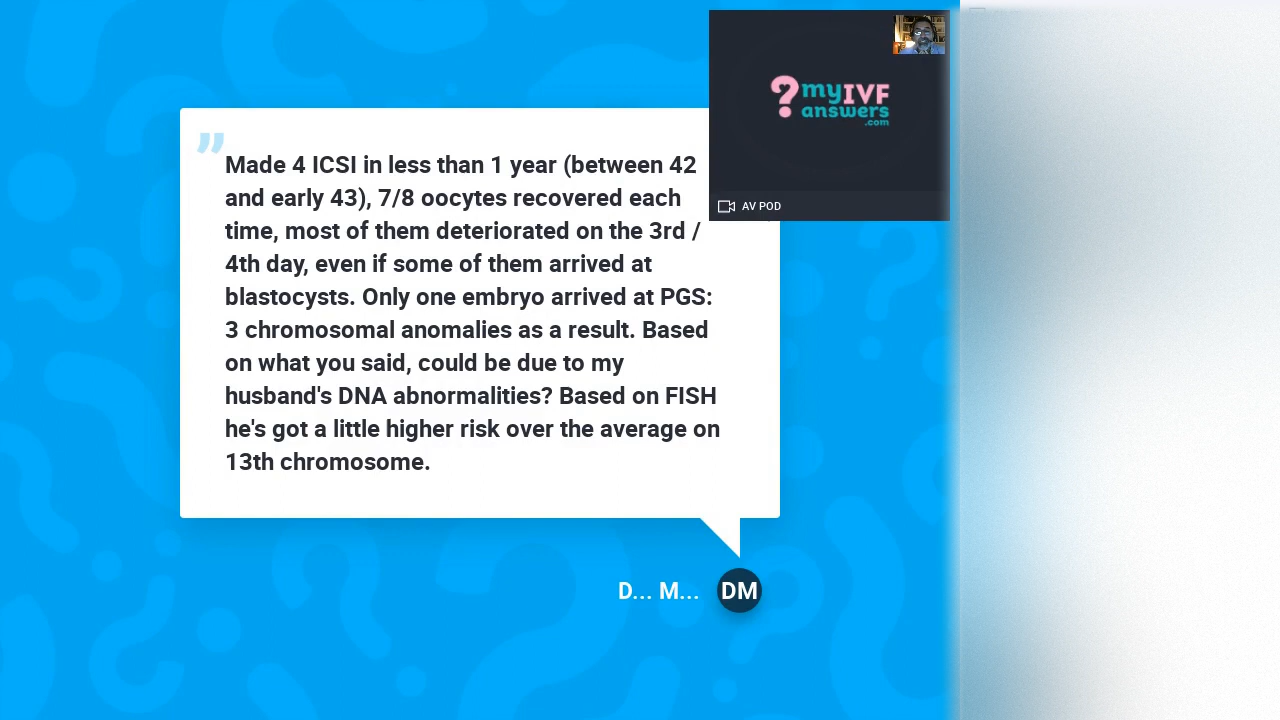 ?myIVF
answers
.com
AV POD
”
Made 4 ICSI in less than 1 year (between 42
and early 43), 7/8 oocytes recovered each
time, most of them deteriorated on the 3rd /
4th day, even if some of them arrived at
blastocysts. Only one embryo arrived at PGS:
3 chromosomal anomalies as a result. Based
on what you said, could be due to my
husband's DNA abnormalities? Based on FISH
he's got a little higher risk over the average on
13th chromosome.
D... M... DM